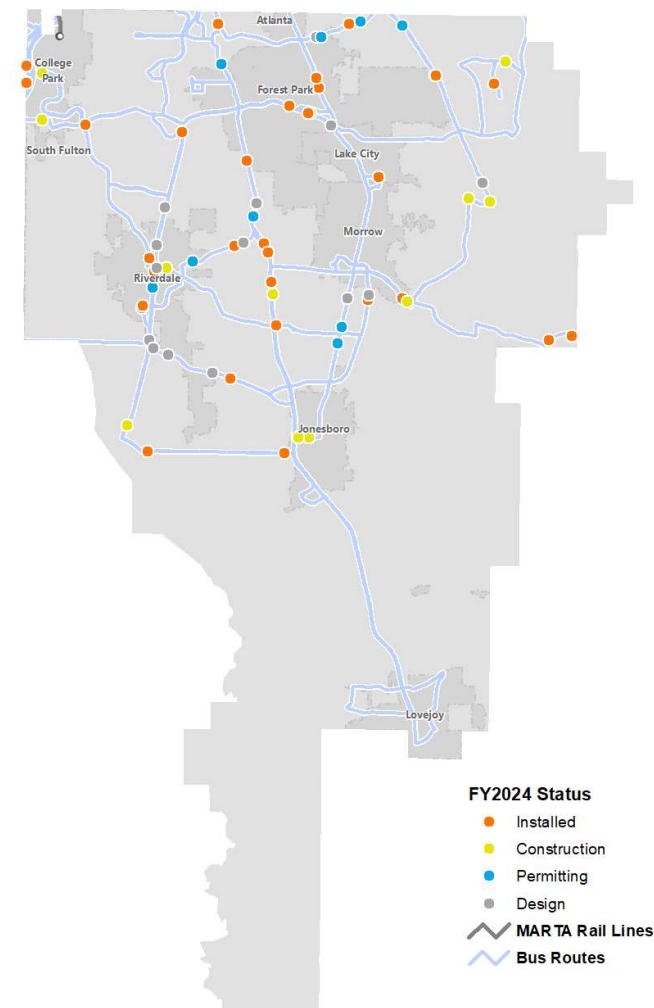 Atlanta
College
Park
Forest Park
South Fulton
Lake City
Morrow
Riverdale
Jonesboro
Lovejoy
FY2024 Status
Installed
Construction
Permitting
Design
MARTA Rail Lines
Bus Routes